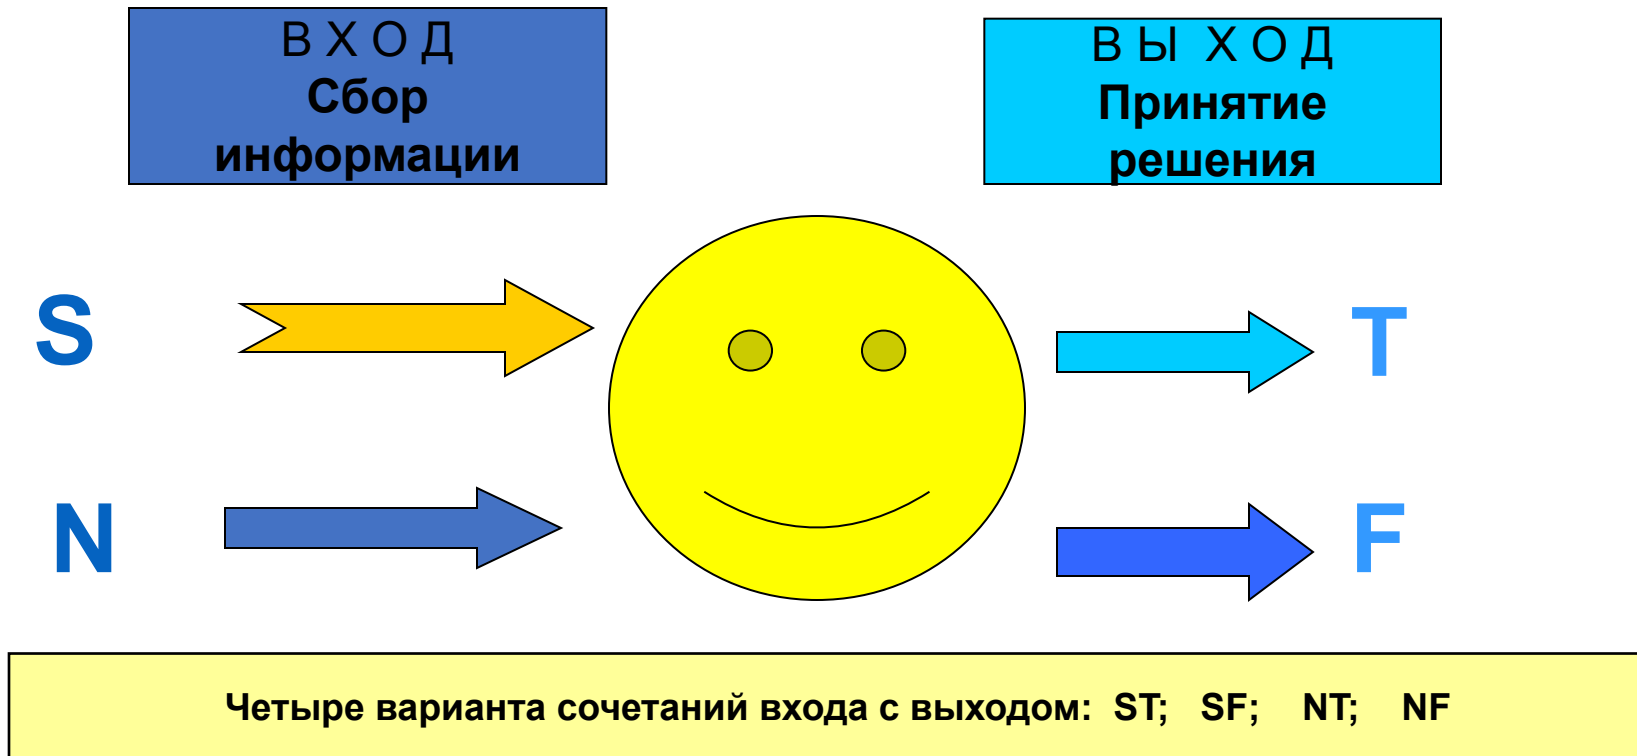 В Х О Д
Сбор
информации
В Ы Х О Д
Принятие
решения
S
T
N
F
Четыре варианта сочетаний входа с выходом: ST; SF; NT; NF